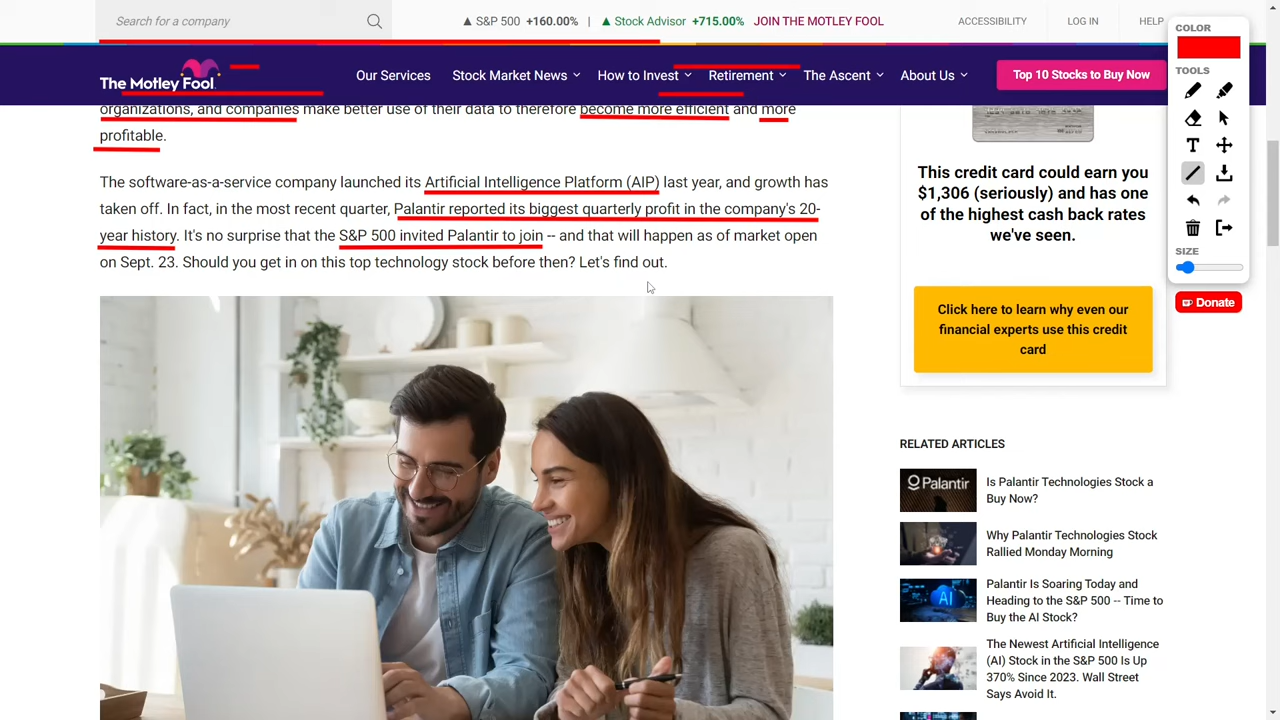 Search for a company
▲ S&P 500 +160.00% | ▲ Stock Advisor +715.00% JOIN THE MOTLEY FOOL
ACCESSIBILITY LOG IN HELP
The Motley Fool
Our Services Stock Market News How to Invest Retirement The Ascent About Us
Top 10 Stocks to Buy Now
organizations, and companies make better use of their data to therefore become more efficient and more
profitable.
The software-as-a-service company launched its Artificial Intelligence Platform (AIP) last year, and growth has
taken off. In fact, in the most recent quarter, Palantir reported its biggest quarterly profit in the company's 20-
year history. It's no surprise that the S&P 500 invited Palantir to join -- and that will happen as of market open
on Sept. 23. Should you get in on this top technology stock before then? Let's find out.
This credit card could earn you
$1,306 (seriously) and has one
of the highest cash back rates
we've seen.
Click here to learn why even our
financial experts use this credit
card
RELATED ARTICLES
Palantir
Is Palantir Technologies Stock a
Buy Now?
Why Palantir Technologies Stock
Rallied Monday Morning
AI
Palantir Is Soaring Today and
Heading to the S&P 500 -- Time to
Buy the AI Stock?
The Newest Artificial Intelligence
(AI) Stock in the S&P 500 Is Up
370% Since 2023. Wall Street
Says Avoid It.
COLOR
TOOLS
T
SIZE
Donate